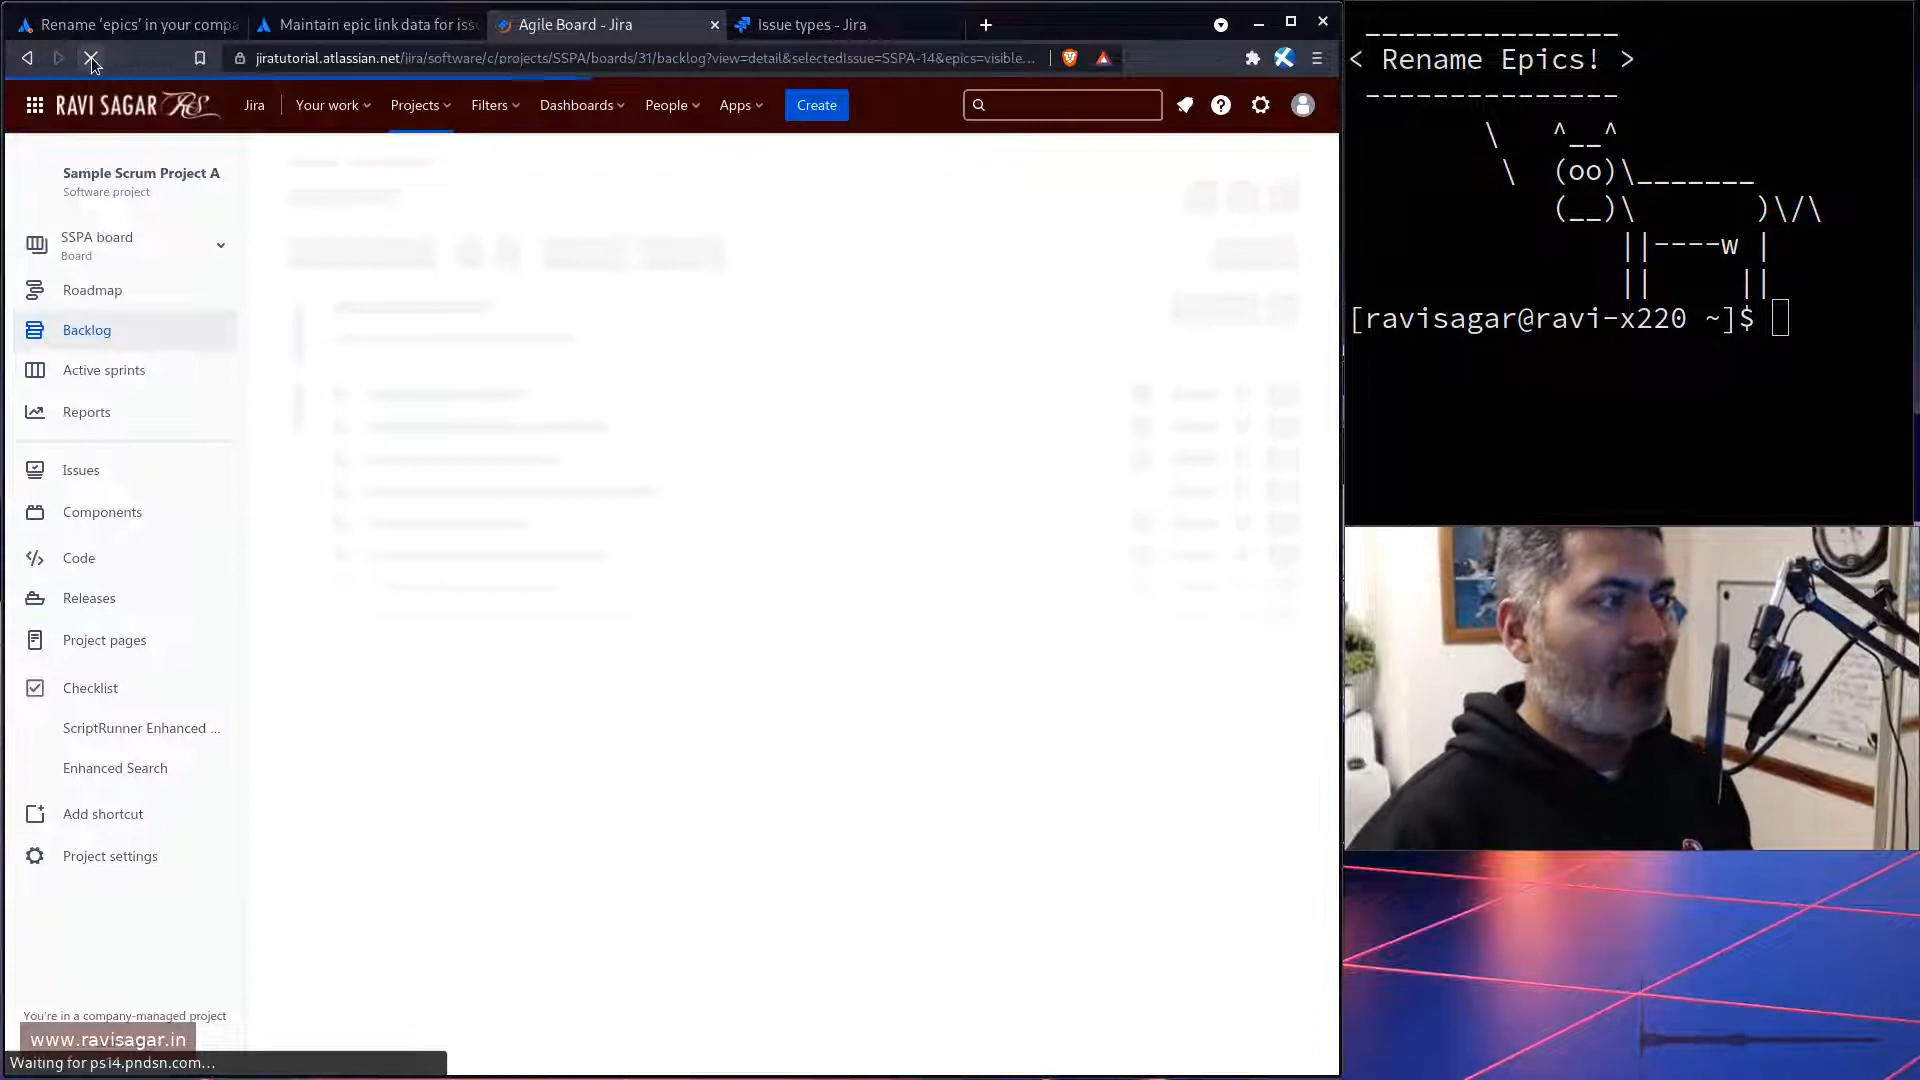 Rename ‘epics’ in your compa
Maintain epic link data for iss
Agile Board - Jira
Issue types - Jira
jiratutorial.atlassian.net/jira/software/c/projects/SSPA/boards/31/backlog?view=detail&selectedIssue=SSPA-14&epics=visible...
RAVI SAGAR RS
Jira
Your work
Projects
Filters
Dashboards
People
Apps
Create
Sample Scrum Project A
Software project
SSPA board
Board
Roadmap
Backlog
Active sprints
Reports
Issues
Components
Code
Releases
Project pages
Checklist
ScriptRunner Enhanced ...
Enhanced Search
Add shortcut
Project settings
You're in a company-managed project
www.ravisagar.in
Waiting for ps14.pndsn.com...
_______________
< Rename Epics! >
---------------
\   ^__^
\  (oo)\_______
(__)\       )\/\
||----w |
||     ||
[ravisagar@ravi-x220 ~]$